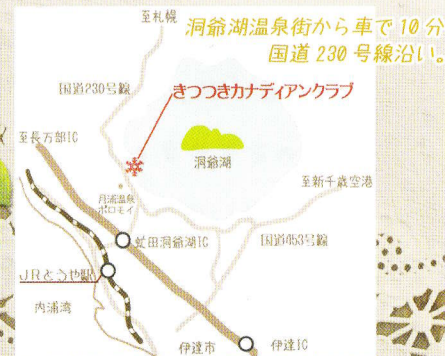 至札幌
洞爺湖温泉街から車で10分
国道230号線沿い。
国道230号線
きつつきカナディアンクラブ
至長万部IC
洞爺湖
至新千歳空港
月浦温泉
ポロモイ
虻田洞爺湖IC
国道453号線
JRとうや駅
内浦湾
伊達市
伊達IC